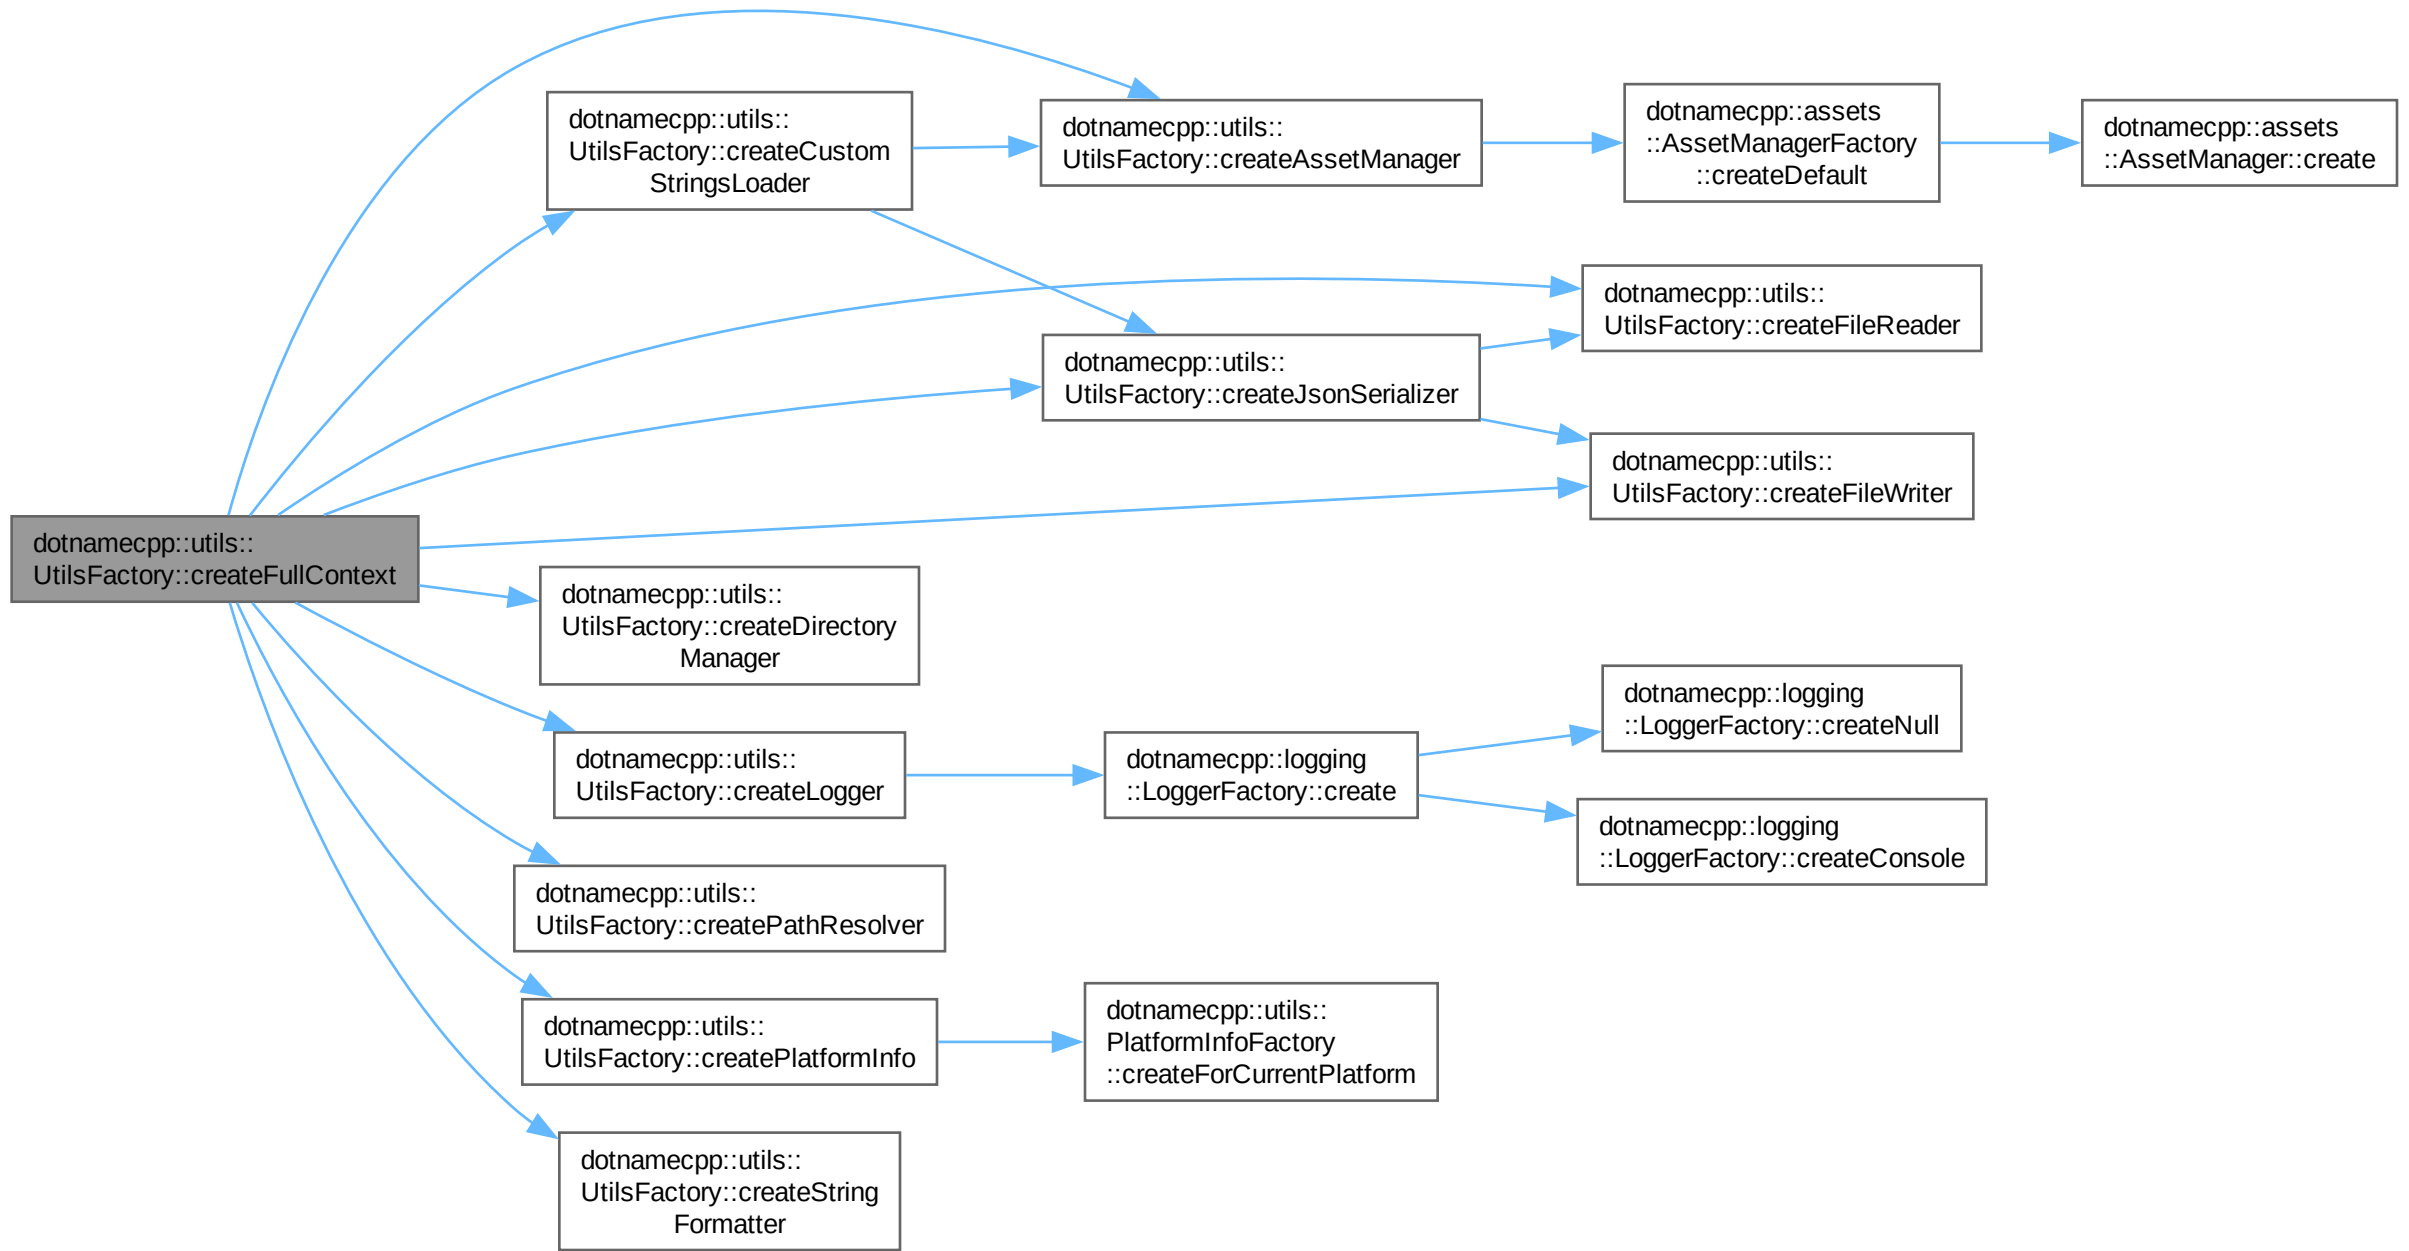 dotnamecpp::utils::
UtilsFactory::createFullContext
dotnamecpp::utils::
UtilsFactory::createCustom
StringsLoader
dotnamecpp::utils::
UtilsFactory::createAssetManager
dotnamecpp::assets
::AssetManagerFactory
::createDefault
dotnamecpp::assets
::AssetManager::create
dotnamecpp::utils::
UtilsFactory::createJsonSerializer
dotnamecpp::utils::
UtilsFactory::createFileReader
dotnamecpp::utils::
UtilsFactory::createFileWriter
dotnamecpp::utils::
UtilsFactory::createDirectory
Manager
dotnamecpp::utils::
UtilsFactory::createLogger
dotnamecpp::logging
::LoggerFactory::create
dotnamecpp::logging
::LoggerFactory::createNull
dotnamecpp::logging
::LoggerFactory::createConsole
dotnamecpp::utils::
UtilsFactory::createPathResolver
dotnamecpp::utils::
UtilsFactory::createPlatformInfo
dotnamecpp::utils::
PlatformInfoFactory
::createForCurrentPlatform
dotnamecpp::utils::
UtilsFactory::createString
Formatter